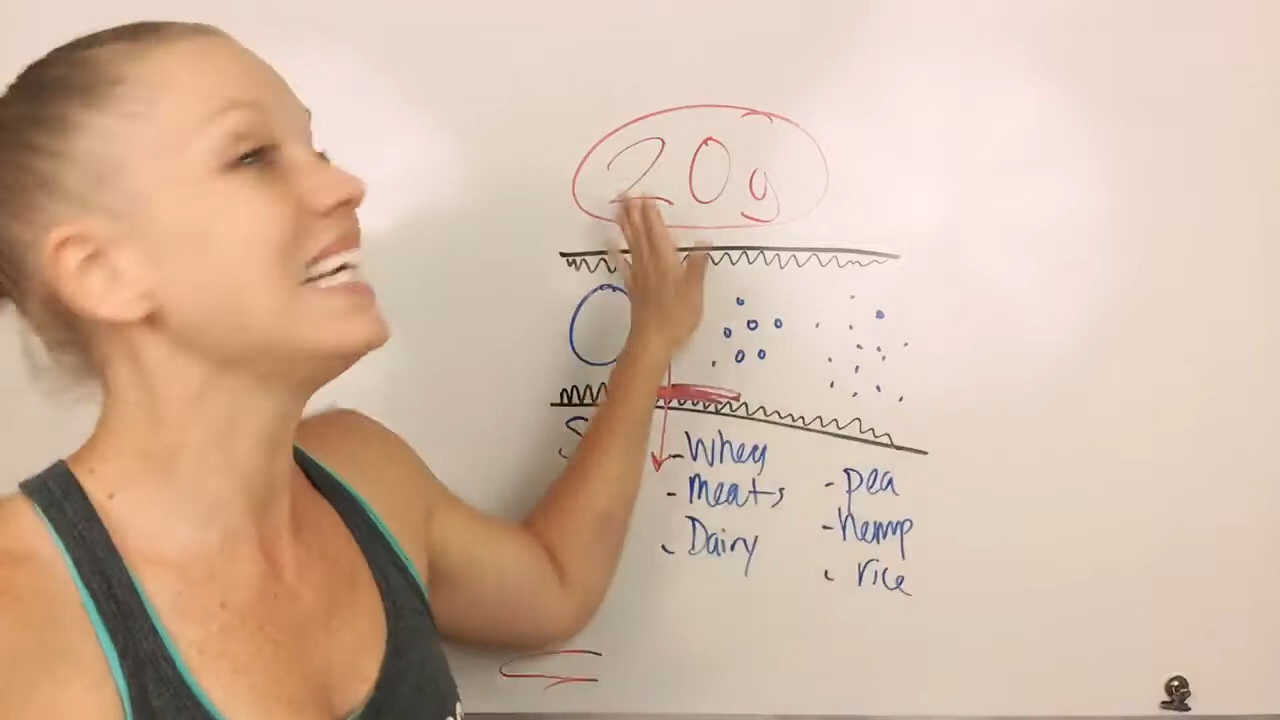 20g
- Whey
- Meats
- Dairy
- pea
- hemp
- rice